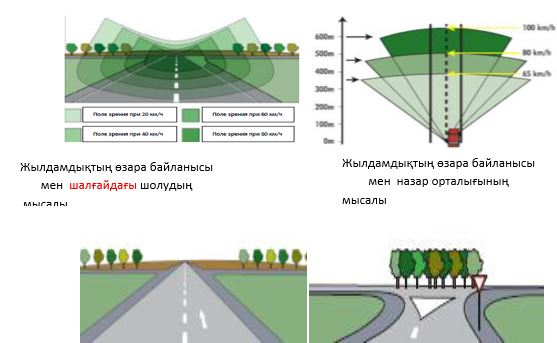 Поле зрения при 20 км/ч
Поле зрения при 60 км/ч
Поле зрения при 40 км/ч
Поле зрения при 80 км/ч
Жылдамдықтың өзара байланысы
мен шалғайдағы шолудың
мысалы
100 km/h
80 km/h
65 km/h
600m
500m
400m
300m
200m
100m
0m
Жылдамдықтың өзара байланысы
мен назар орталығының
мысалы